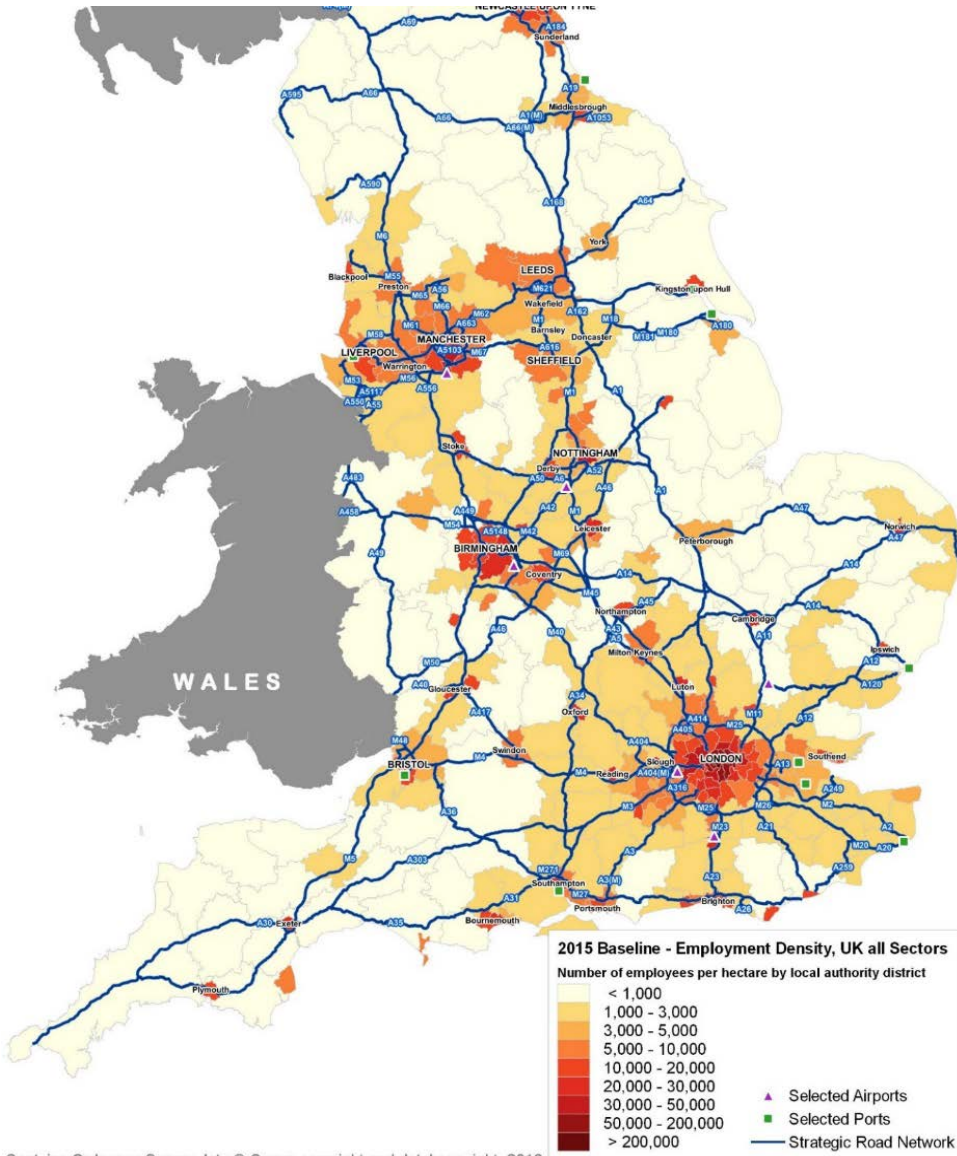 NEWCASTLE UPON TYNE
A69
A184
Sunderland
A595
A66
A19
Middlesbrough
A1(M)
A1053
A66
A66(M)
A590
A168
A64
M6
York
Blackpool
M55
LEEDS
Preston
A56
M621
Kingston upon Hull
M65
M66
M62
Wakefield
A162
M61
A663
M1
M18
A180
M58
MANCHESTER
Barnsley
Doncaster
M181
M180
LIVERPOOL
A5103
M67
A616
Warrington
SHEFFIELD
M53
M56
A556
A5117
M1
A1
A550
A55
Stoke
NOTTINGHAM
Derby
A52
A483
A50
A6
A46
A1
A458
A449
A42
M1
A47
Norwich
M54
A5148
M42
Leicester
Peterborough
A47
A49
BIRMINGHAM
M69
A14
Coventry
A14
M45
Northampton
A45
A14
A46
M40
A43
Cambridge
A5
A11
Ipswich
M50
Milton Keynes
A12
WALES
A40
Gloucester
Luton
A120
A417
A34
Oxford
A414
M11
A12
M48
A405
M25
Swindon
A404
BRISTOL
M4
Slough
LONDON
Southend
M4
Reading
A404(M)
A13
A316
A249
A36
M3
M25
M26
M2
M23
A21
A2
M5
A303
A3
M20
A20
M271
A259
Southampton
A3(M)
A23
A30
Exeter
A35
A31
M27
Portsmouth
Brighton
A26
Bournemouth
Plymouth
2015 Baseline - Employment Density, UK all Sectors
Number of employees per hectare by local authority district
< 1,000
1,000 - 3,000
3,000 - 5,000
5,000 - 10,000
10,000 - 20,000
20,000 - 30,000
30,000 - 50,000
50,000 - 200,000
> 200,000
Selected Airports
Selected Ports
Strategic Road Network